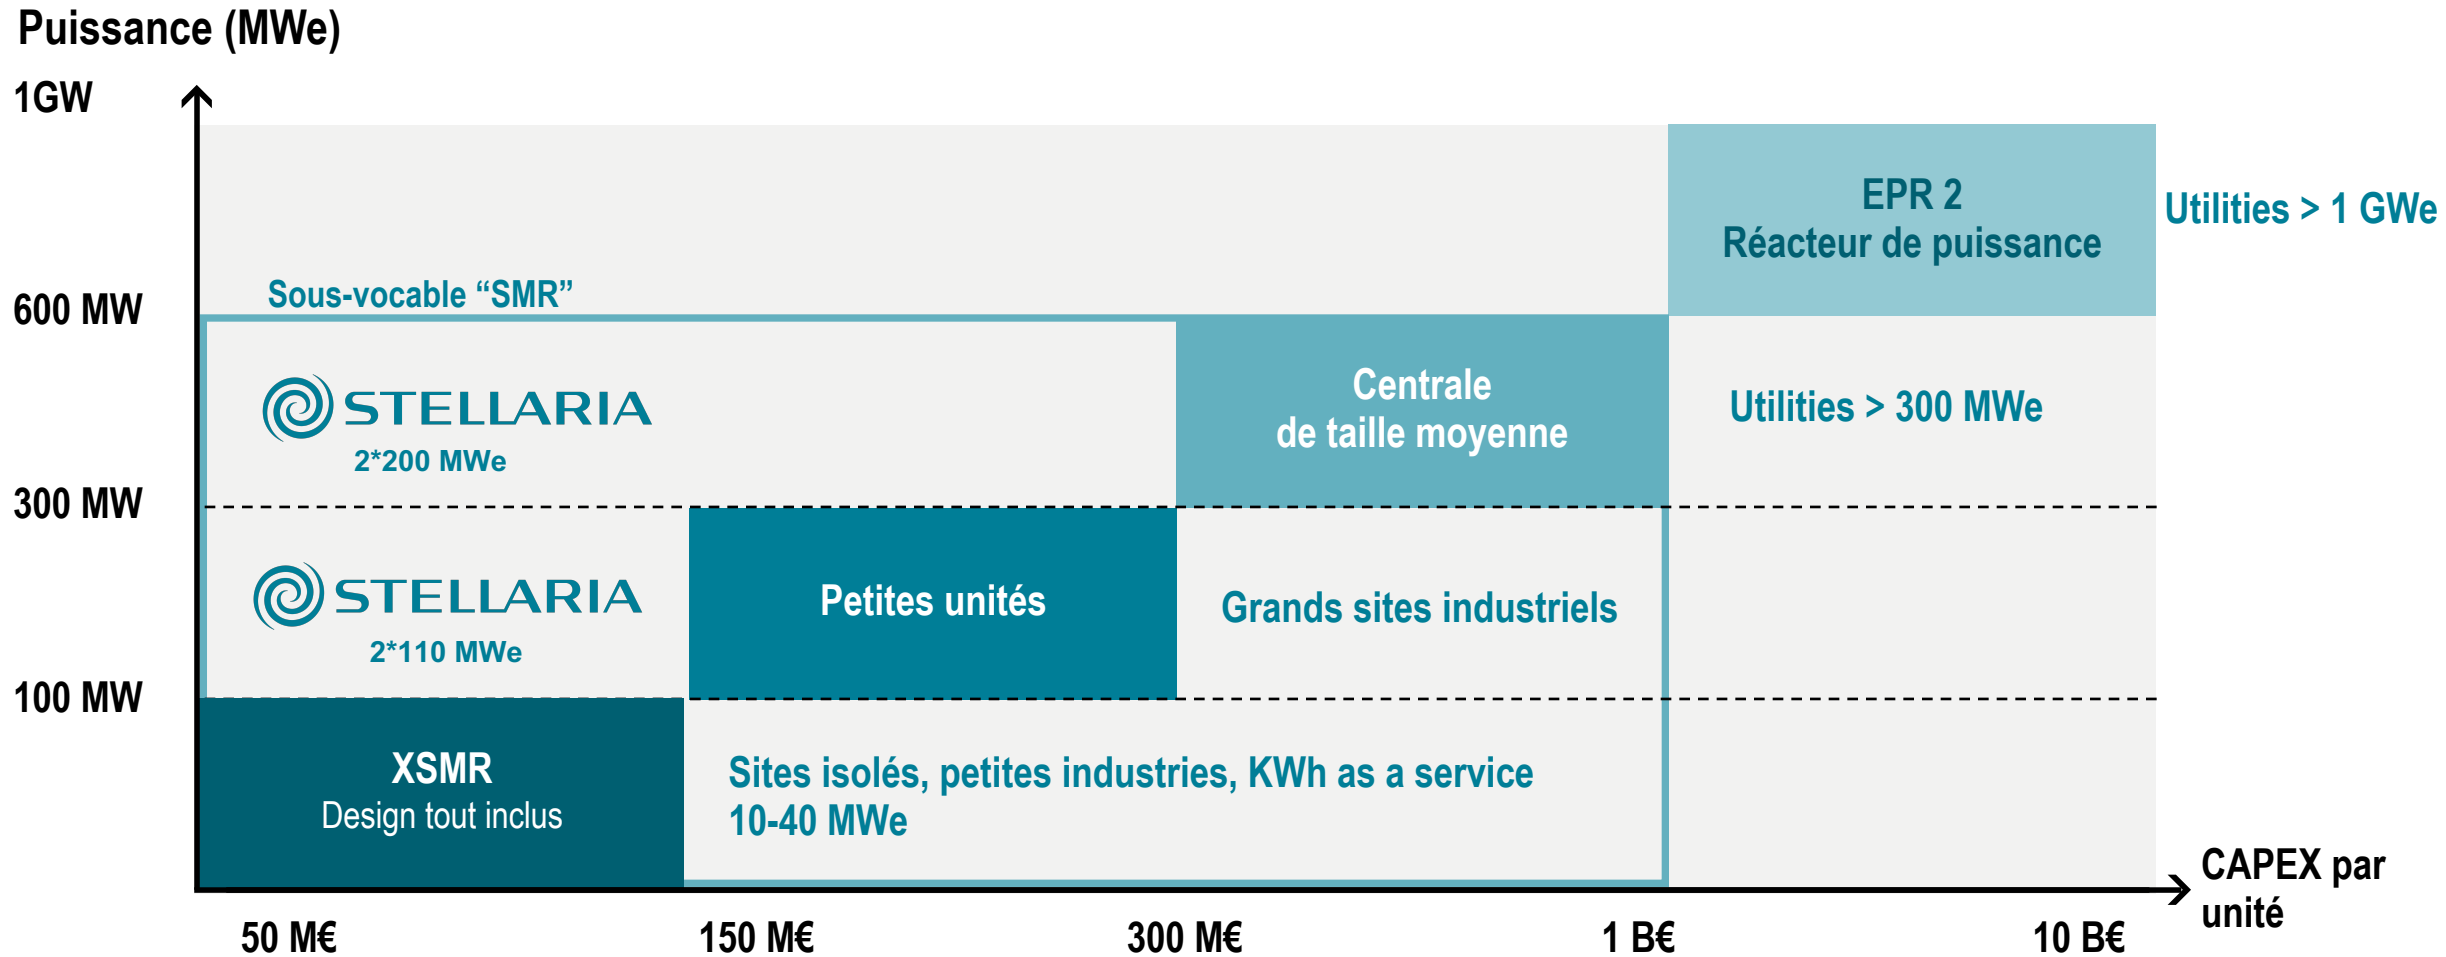 Puissance (MWe)
1GW
EPR 2
Réacteur de puissance
Utilities > 1 GWe
Sous-vocable “SMR”
600 MW
STELLARIA
2*200 MWe
Centrale
de taille moyenne
Utilities > 300 MWe
300 MW
STELLARIA
2*110 MWe
Petites unités
Grands sites industriels
100 MW
XSMR
Design tout inclus
Sites isolés, petites industries, KWh as a service
10-40 MWe
CAPEX par
unité
50 M€
150 M€
300 M€
1 B€
10 B€